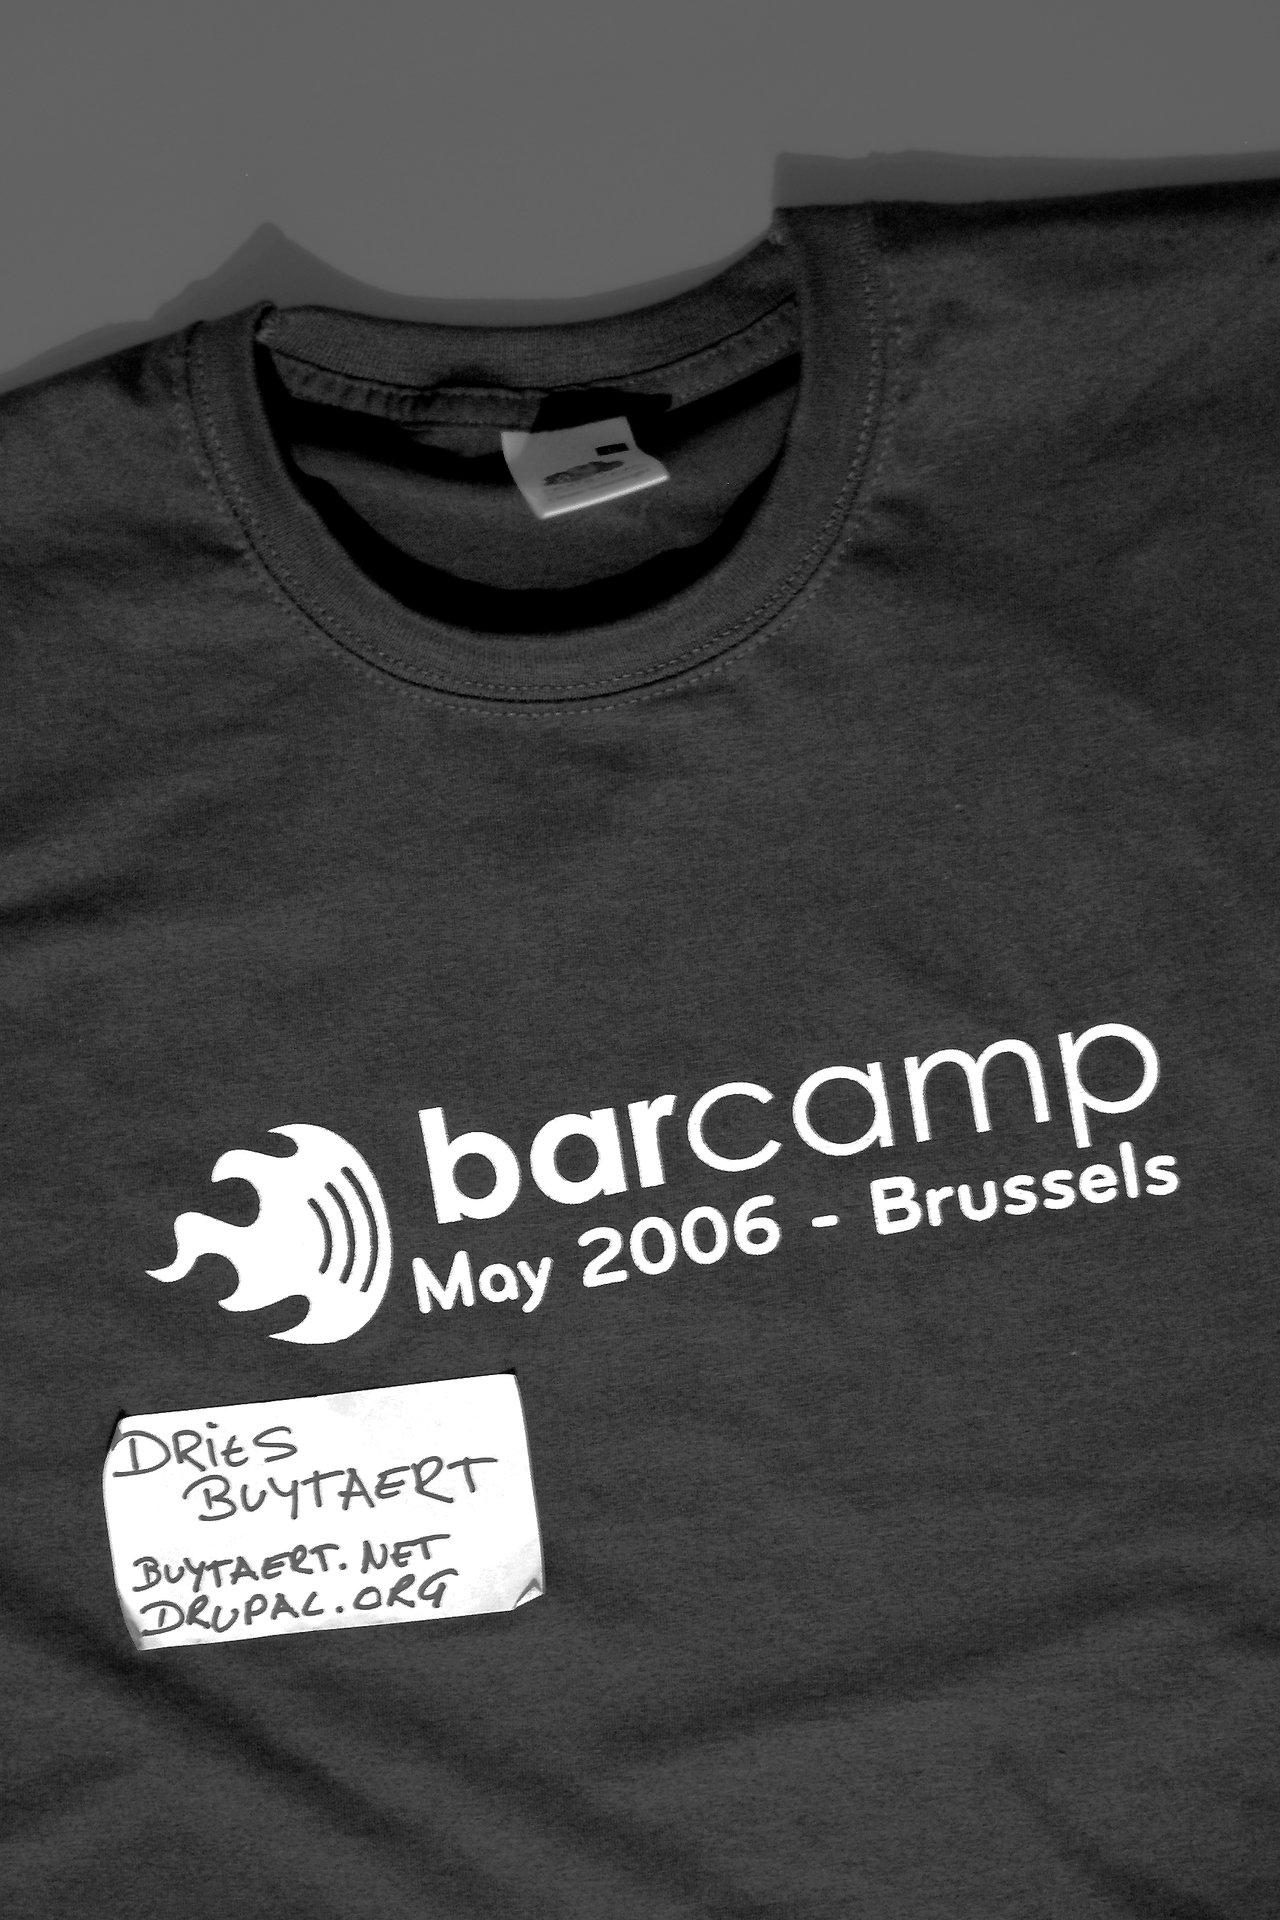 barcamp
May 2006 - Brussels
DRiES
BUYTAERT
BUYTAERT.NET
DRUPAL.ORG